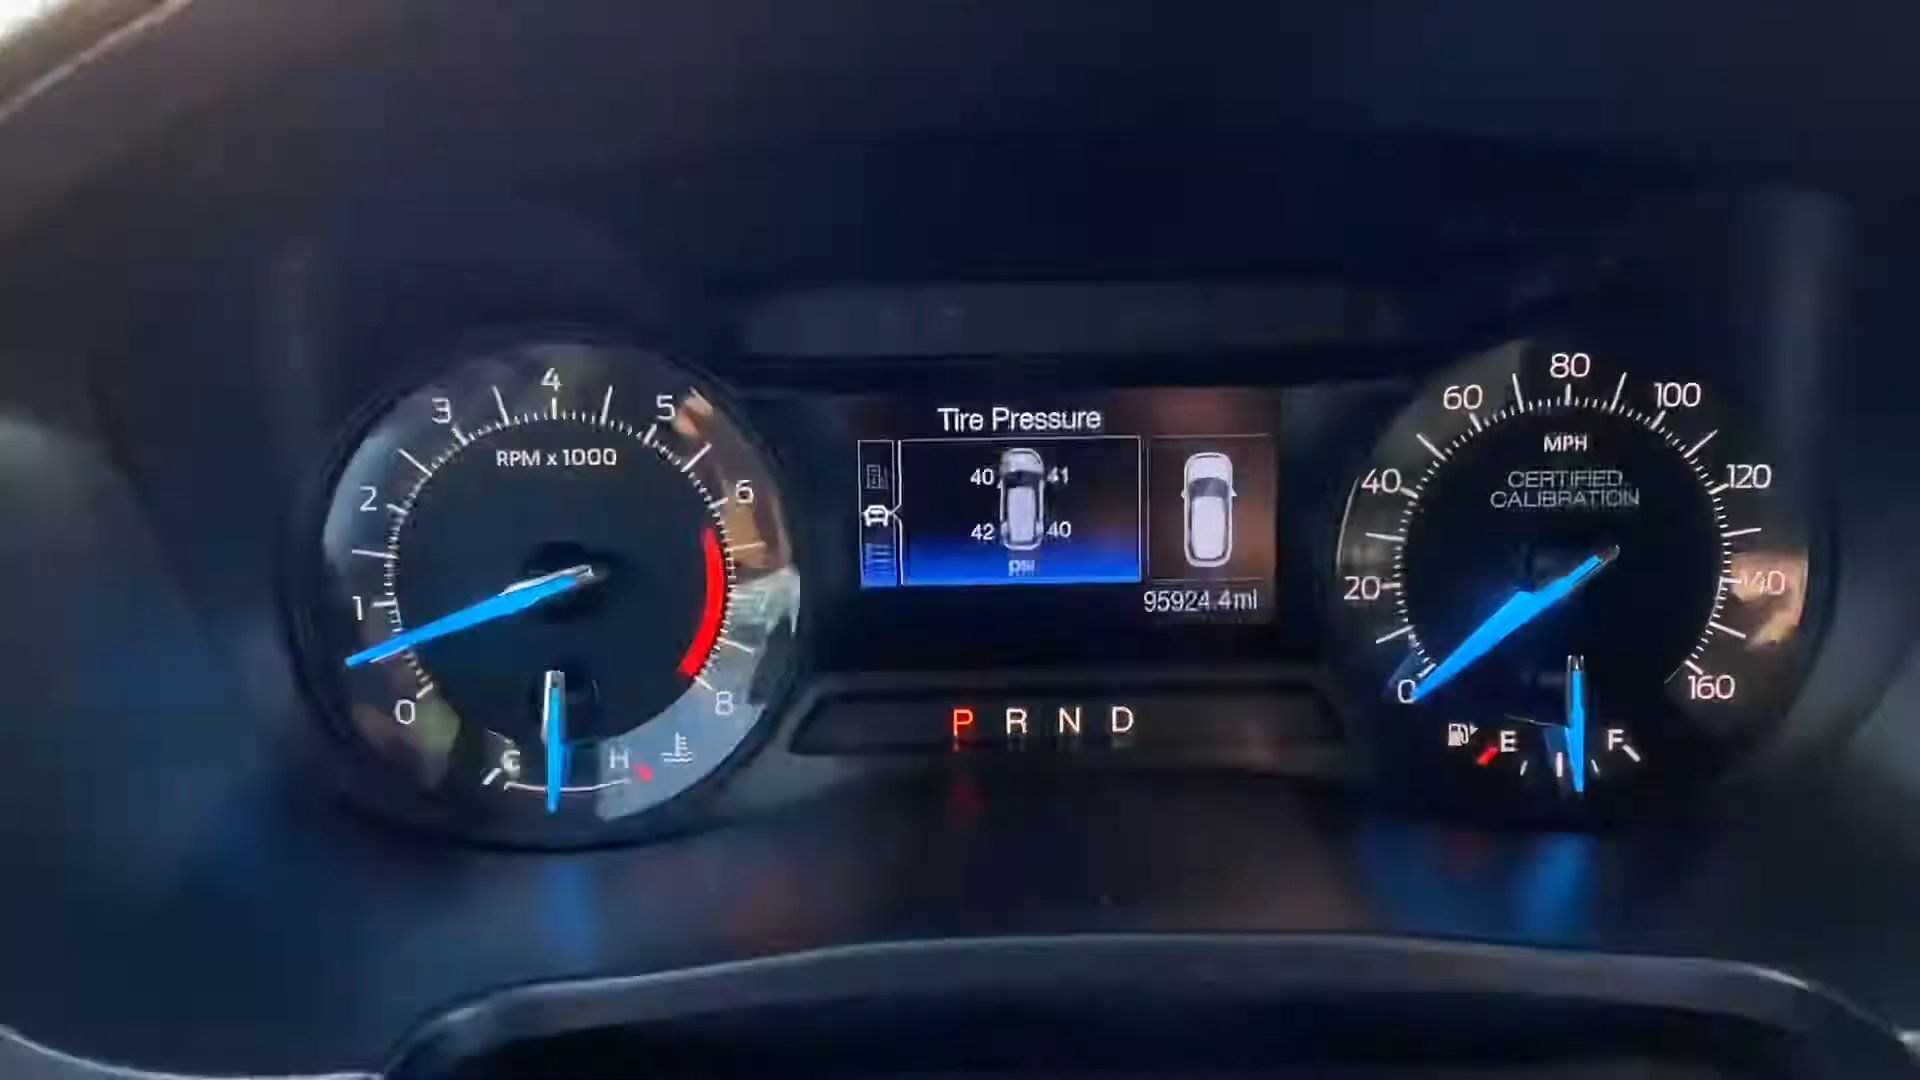 0
1
2
3
4
5
6
8
RPM x 1000
C
H
Tire Pressure
40 41
42 40
psi
95924.4mi
P R N D
0
20
40
60
80
100
120
140
160
MPH
CERTIFIED
CALIBRATION
E
F